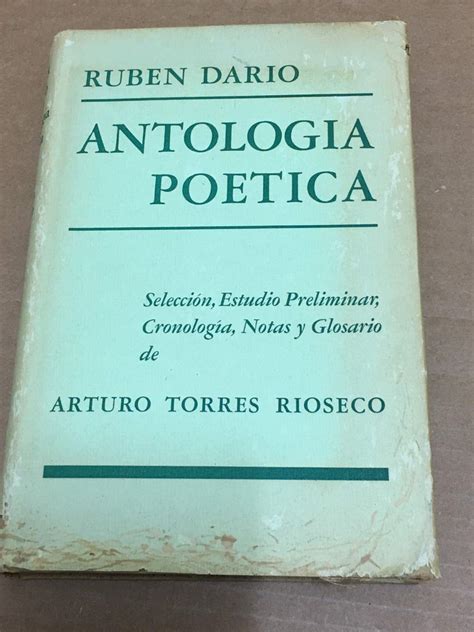 RUBEN DARIO
ANTOLOGIA
POETICA
Selección, Estudio Preliminar,
Cronología, Notas y Glosario
de
ARTURO TORRES RIOSECO